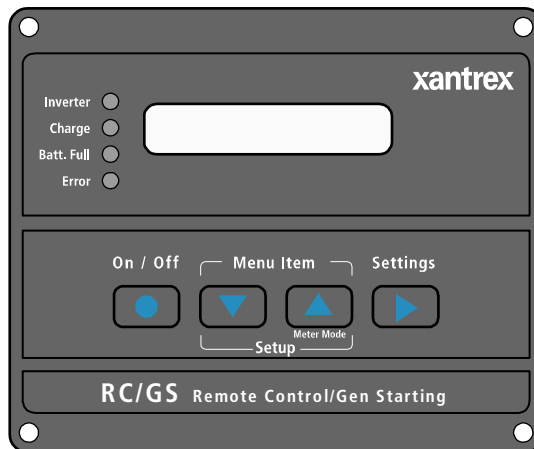 xantrex
Inverter
Charge
Batt. Full
Error
On / Off
Menu Item
Settings
Meter Mode
Setup
RC/GS Remote Control/Gen Starting